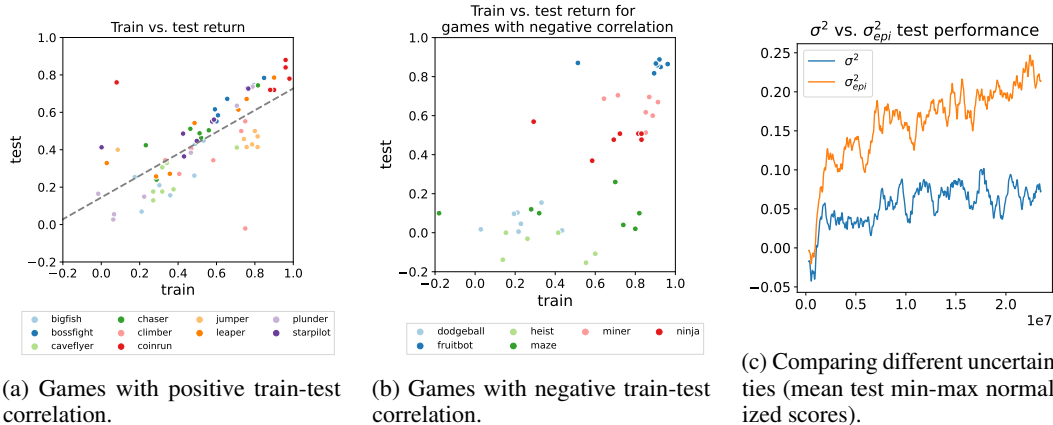 Train vs. test return
test
1.0
0.8
0.6
0.4
0.2
0.0
−0.2
−0.2 0.0 0.2 0.4 0.6 0.8 1.0
train
bigfish chaser jumper plunder
bossfight climber leaper starpilot
caveflyer coinrun
(a) Games with positive train-test
correlation.
Train vs. test return for
games with negative correlation
test
1.0
0.8
0.6
0.4
0.2
0.0
−0.2
−0.2 0.0 0.2 0.4 0.6 0.8 1.0
train
dodgeball heist miner ninja
fruitbot maze
(b) Games with negative train-test
correlation.
σ² vs. σ²epi test performance
σ²
σ²epi
0.25
0.20
0.15
0.10
0.05
0.00
−0.05
0.0 0.5 1.0 1.5 2.0
1e7
(c) Comparing different uncertain
ties (mean test min-max normal
ized scores).